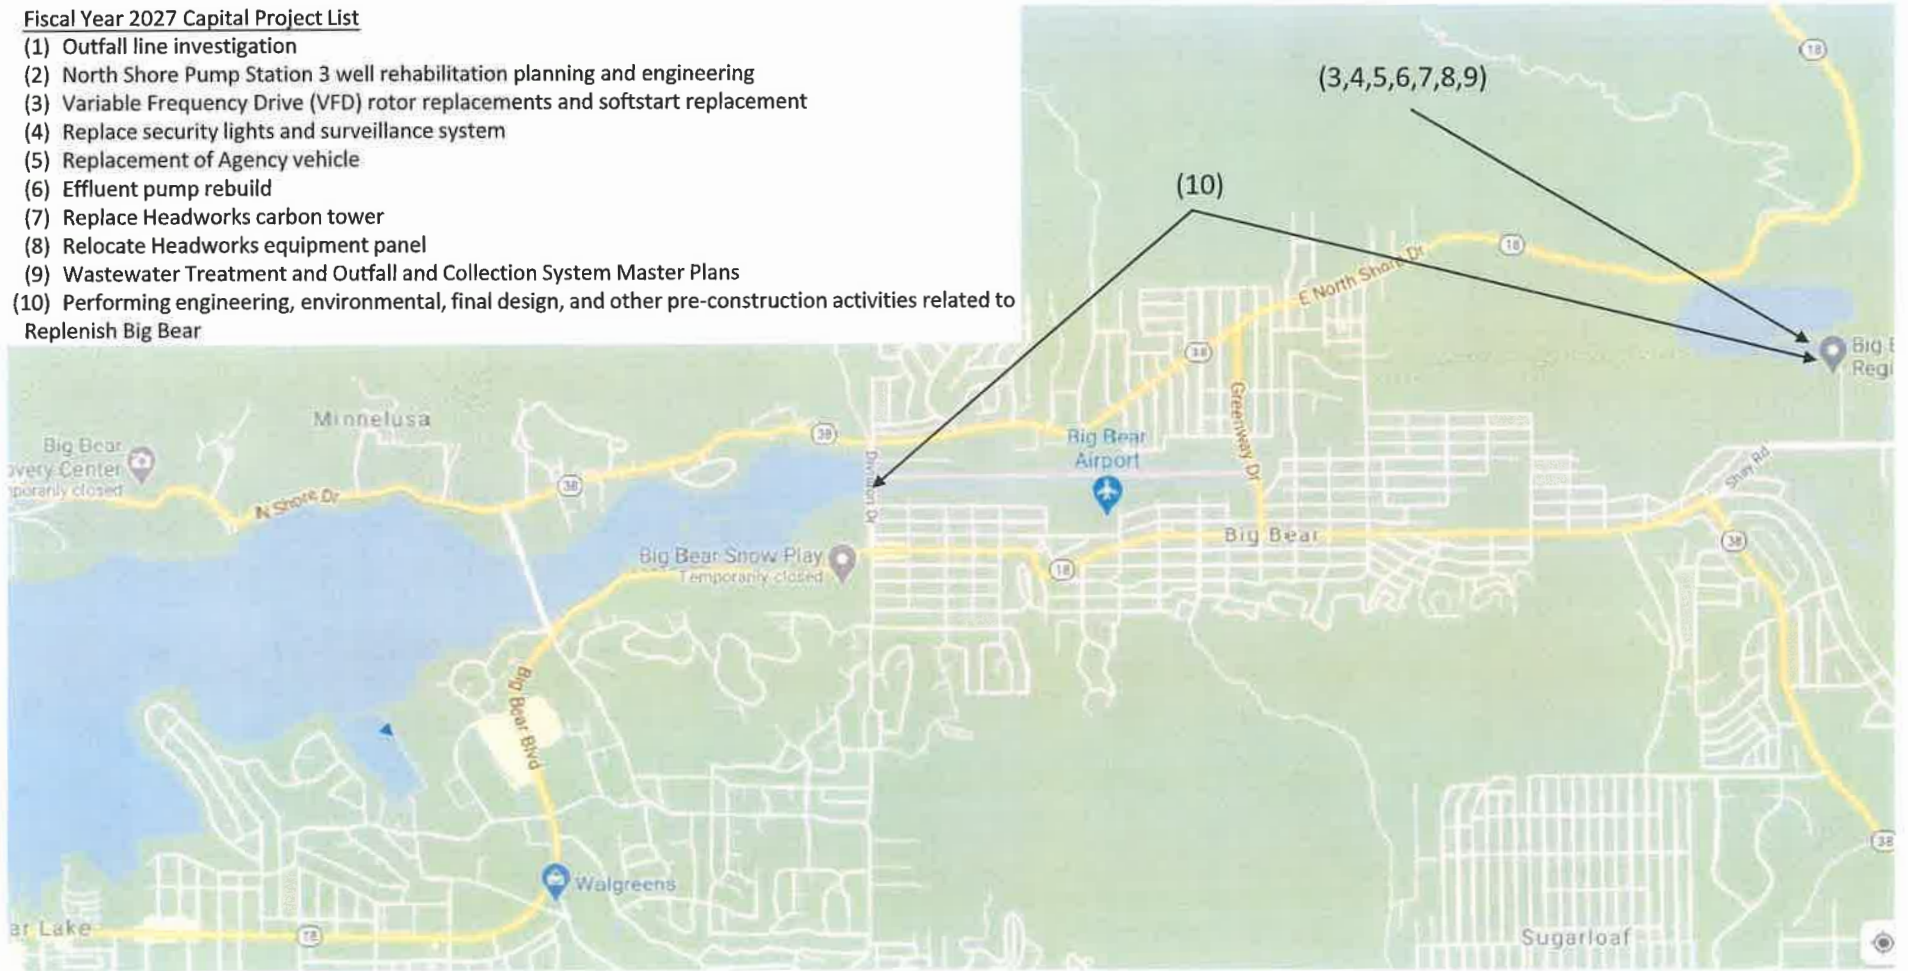 Fiscal Year 2027 Capital Project List
(1) Outfall line investigation
(2) North Shore Pump Station 3 well rehabilitation planning and engineering
(3) Variable Frequency Drive (VFD) rotor replacements and softstart replacement
(4) Replace security lights and surveillance system
(5) Replacement of Agency vehicle
(6) Effluent pump rebuild
(7) Replace Headworks carbon tower
(8) Relocate Headworks equipment panel
(9) Wastewater Treatment and Outfall and Collection System Master Plans
(10) Performing engineering, environmental, final design, and other pre-construction activities related to
Replenish Big Bear
(3,4,5,6,7,8,9)
(10)
18
18
E North Shore Dr
38
Big B
Regi
Greenway Dr
Minnelusa
38
Big Bear
overy Center
porarily closed
Big Bear
Airport
Division Dr
38
N Shore Dr
Shay Rd
Big Bear
Big Bear Snow Play
Temporarily closed
18
38
Big Bear Blvd
38
Walgreens
ar Lake
18
Sugarloaf